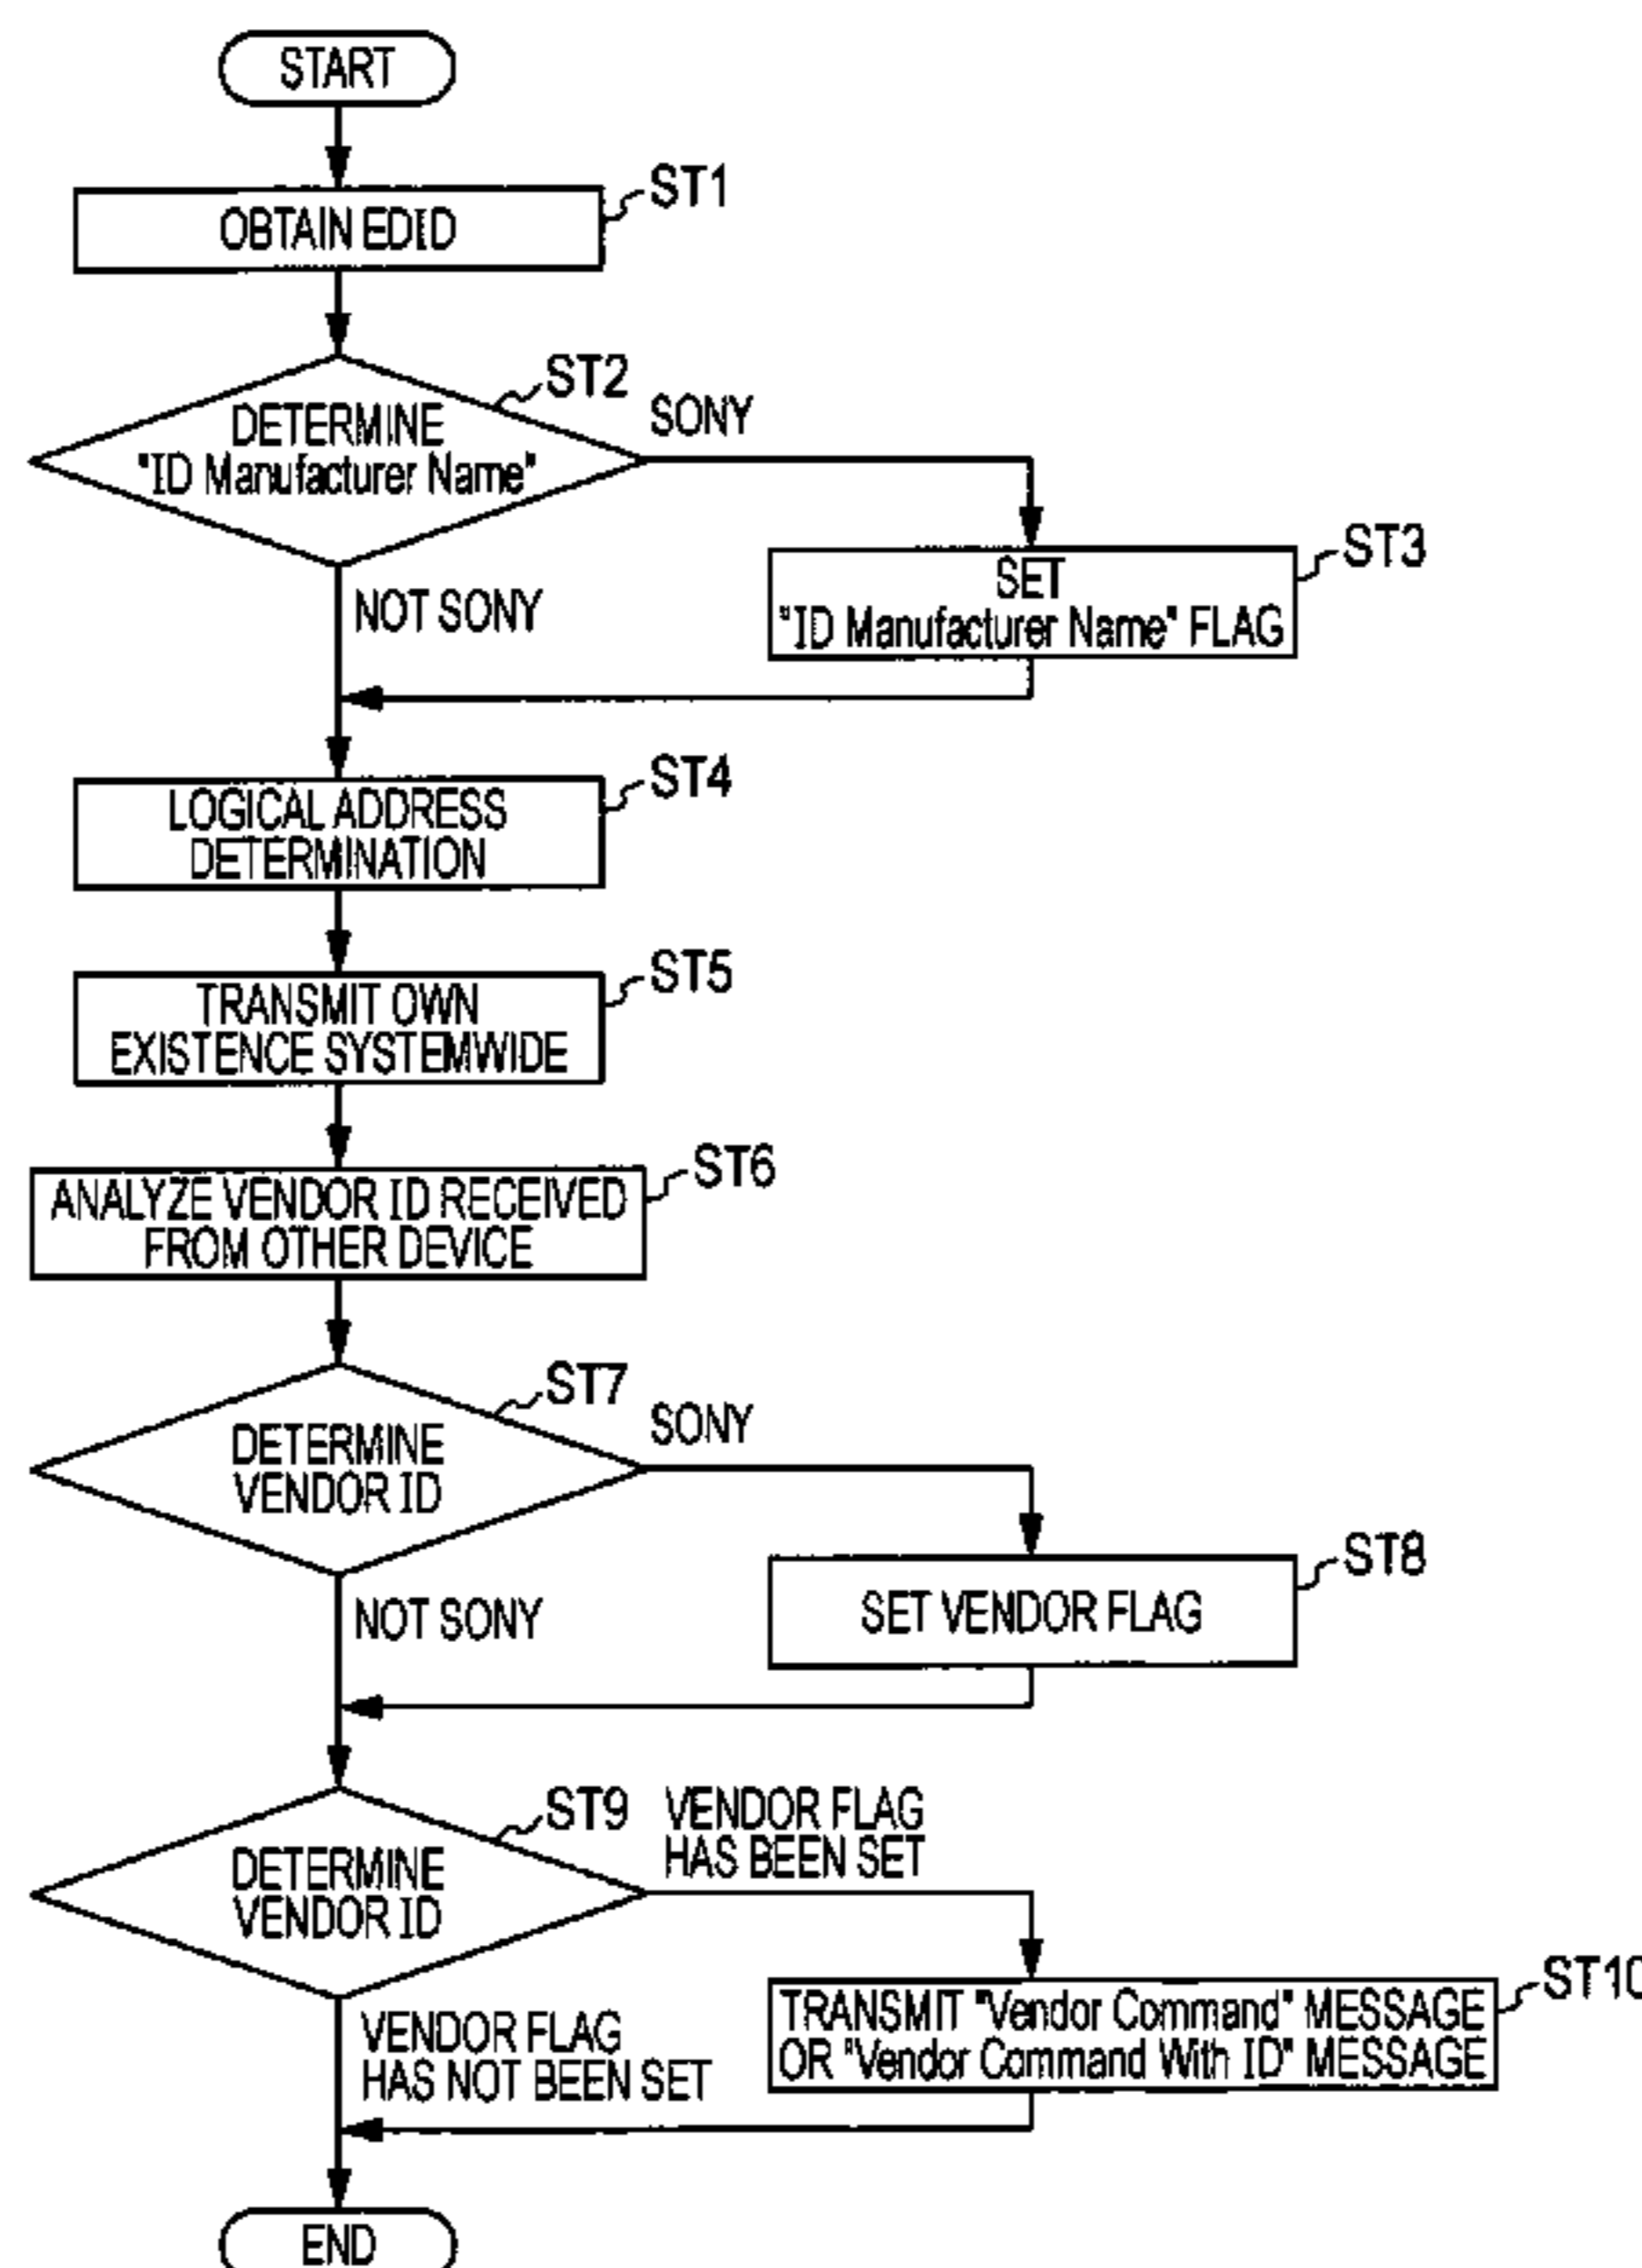 START
ST1
OBTAIN EDID
ST2
SONY
DETERMINE
"ID Manufacturer Name"
ST3
SET
"ID Manufacturer Name" FLAG
NOT SONY
ST4
LOGICAL ADDRESS
DETERMINATION
ST5
TRANSMIT OWN
EXISTENCE SYSTEMWIDE
ST6
ANALYZE VENDOR ID RECEIVED
FROM OTHER DEVICE
ST7
SONY
DETERMINE
VENDOR ID
ST8
SET VENDOR FLAG
NOT SONY
ST9
VENDOR FLAG
HAS BEEN SET
DETERMINE
VENDOR ID
ST10
TRANSMIT "Vendor Command" MESSAGE
OR "Vendor Command With ID" MESSAGE
VENDOR FLAG
HAS NOT BEEN SET
END